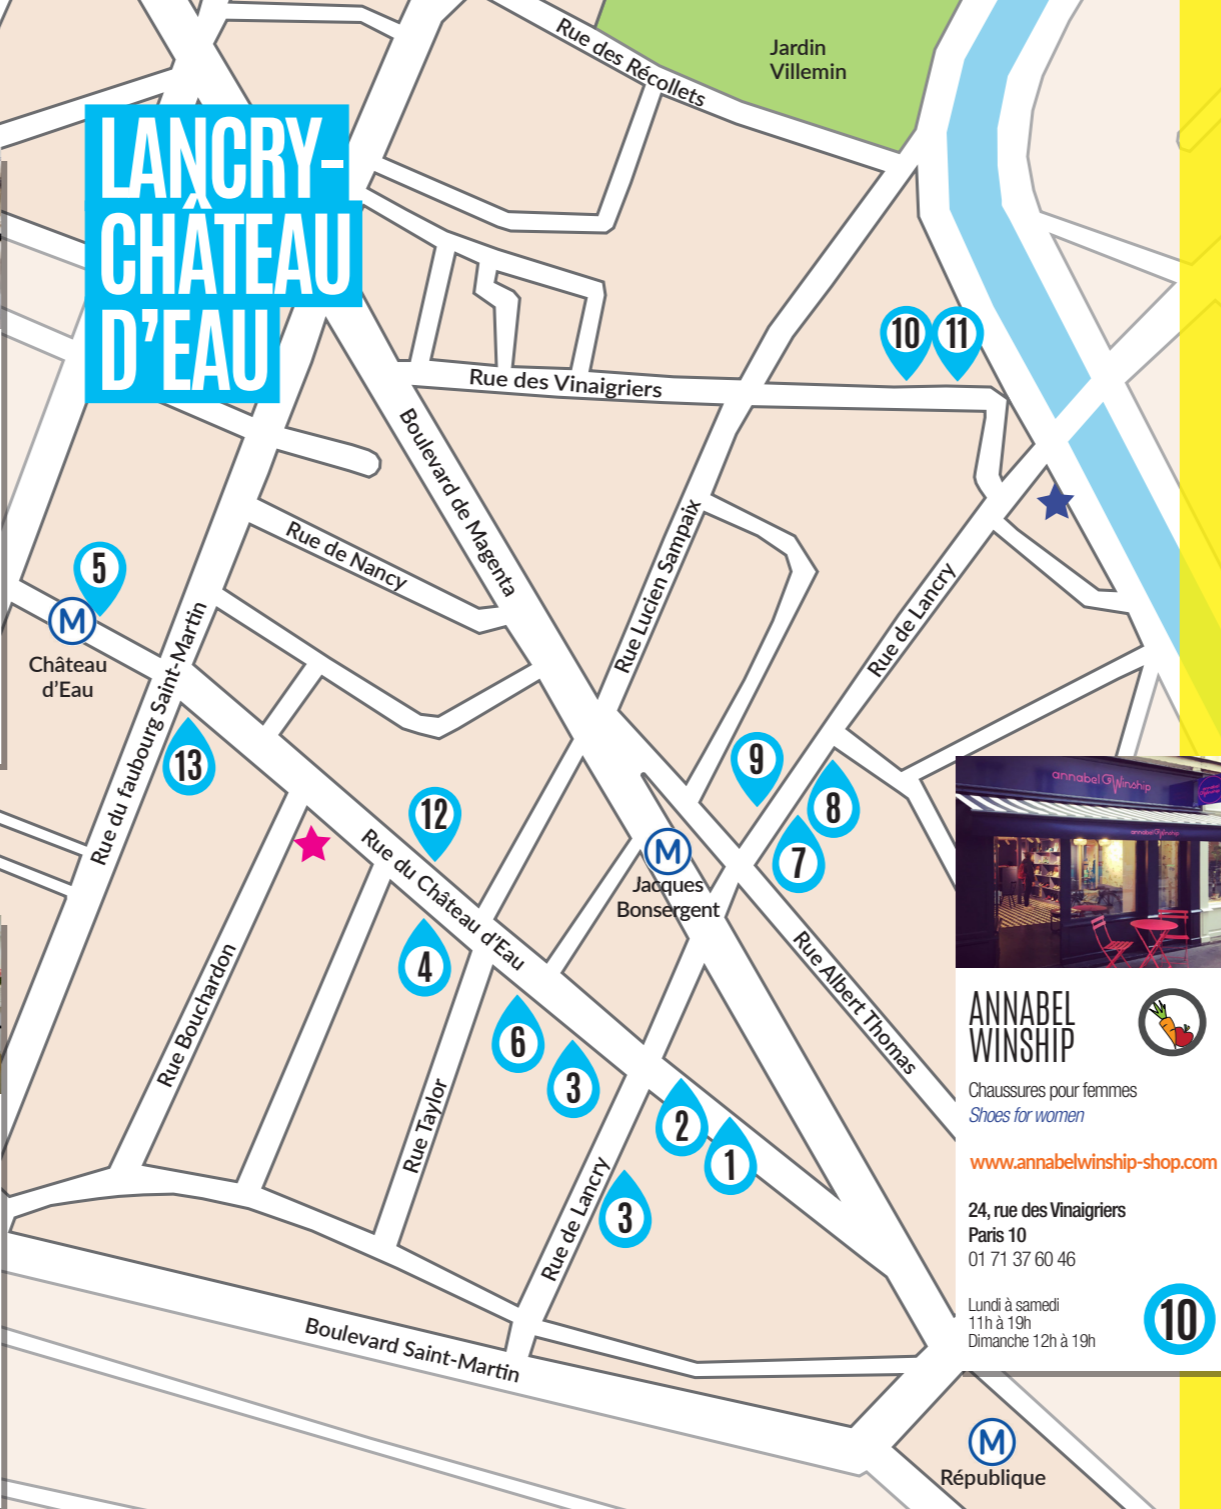 Rue des Récollets
Jardin
Villemin
LANCRY-
CHÂTEAU
D'EAU
10
11
Rue des Vinaigriers
Boulevard de Magenta
Rue de Nancy
Rue Lucien Sampaix
Rue de Lancry
5
M
Château
d'Eau
Rue du faubourg Saint-Martin
13
12
9
8
7
M
Jacques
Bonsergent
Rue du Château d'Eau
4
6
3
2
1
3
Rue Bouchardon
Rue Taylor
Rue de Lancry
Rue Albert Thomas
Boulevard Saint-Martin
M
République
annabel Winship
annabel Winship
ANNABEL
WINSHIP
Chaussures pour femmes
Shoes for women
www.annabelwinship-shop.com
24, rue des Vinaigriers
Paris 10
01 71 37 60 46
Lundi à samedi
11h à 19h
Dimanche 12h à 19h
10